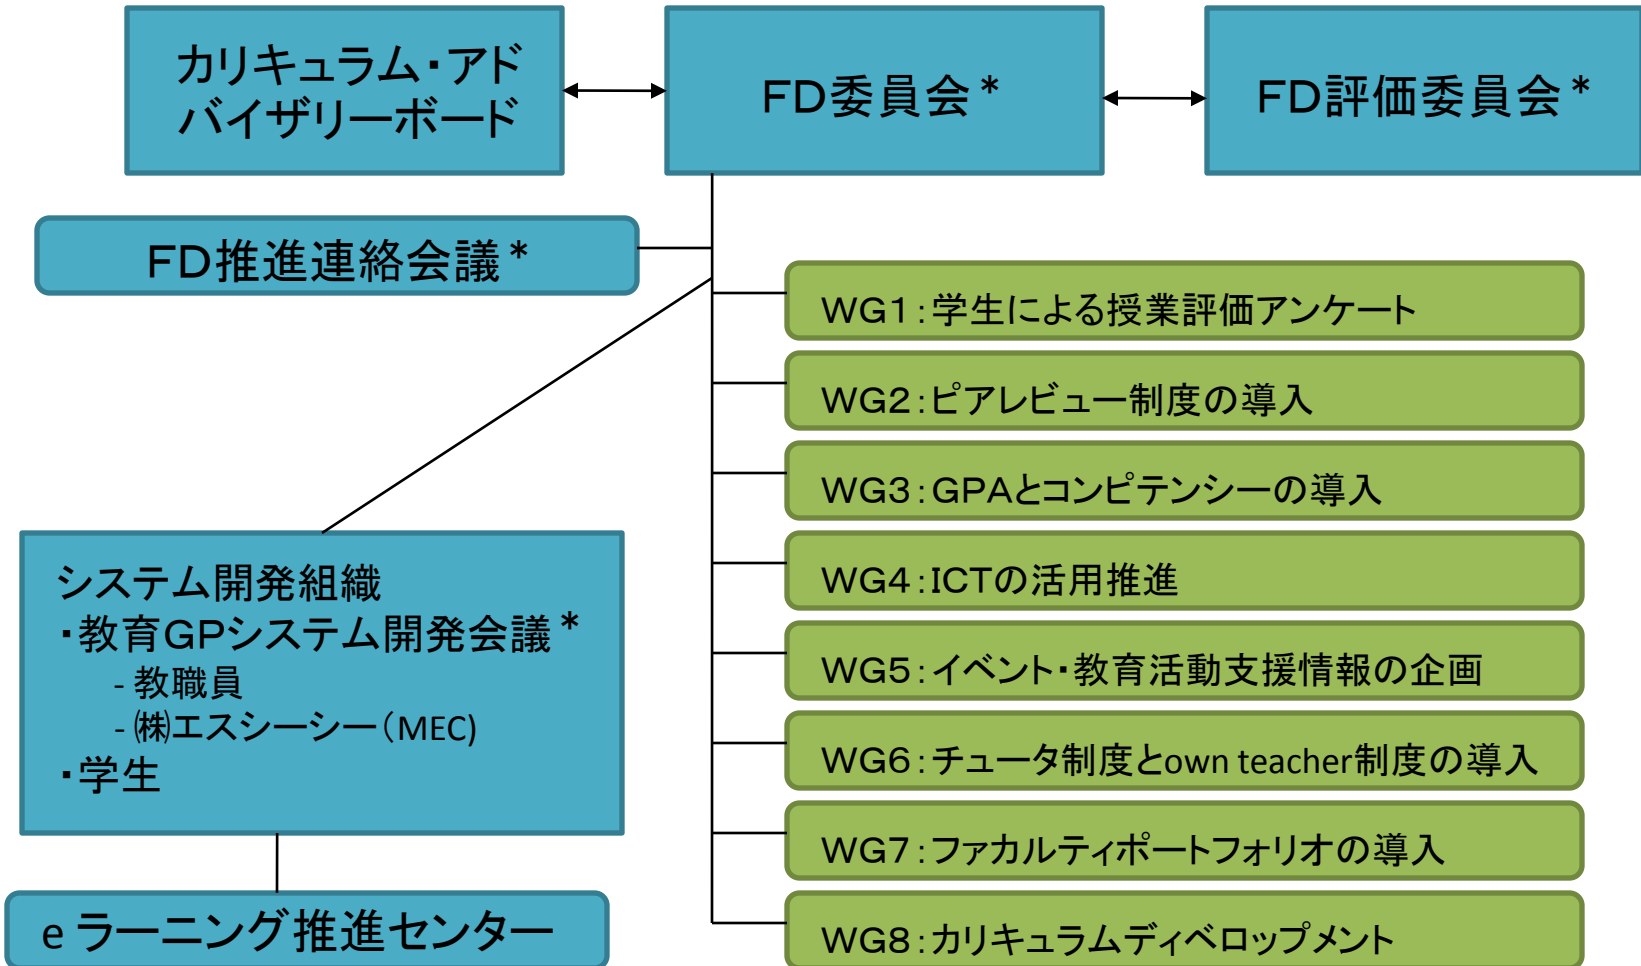 カリキュラム・アド
バイザリーボード
FD委員会*
FD評価委員会*
FD推進連絡会議*
WG1:学生による授業評価アンケート
WG2:ピアレビュー制度の導入
WG3:GPAとコンピテンシーの導入
WG4:ICTの活用推進
WG5:イベント・教育活動支援情報の企画
WG6:チュータ制度とown teacher制度の導入
WG7:ファカルティポートフォリオの導入
WG8:カリキュラムディベロップメント
システム開発組織
・教育GPシステム開発会議*
- 教職員
- ㈱エスシーシー(MEC)
・学生
e ラーニング推進センター